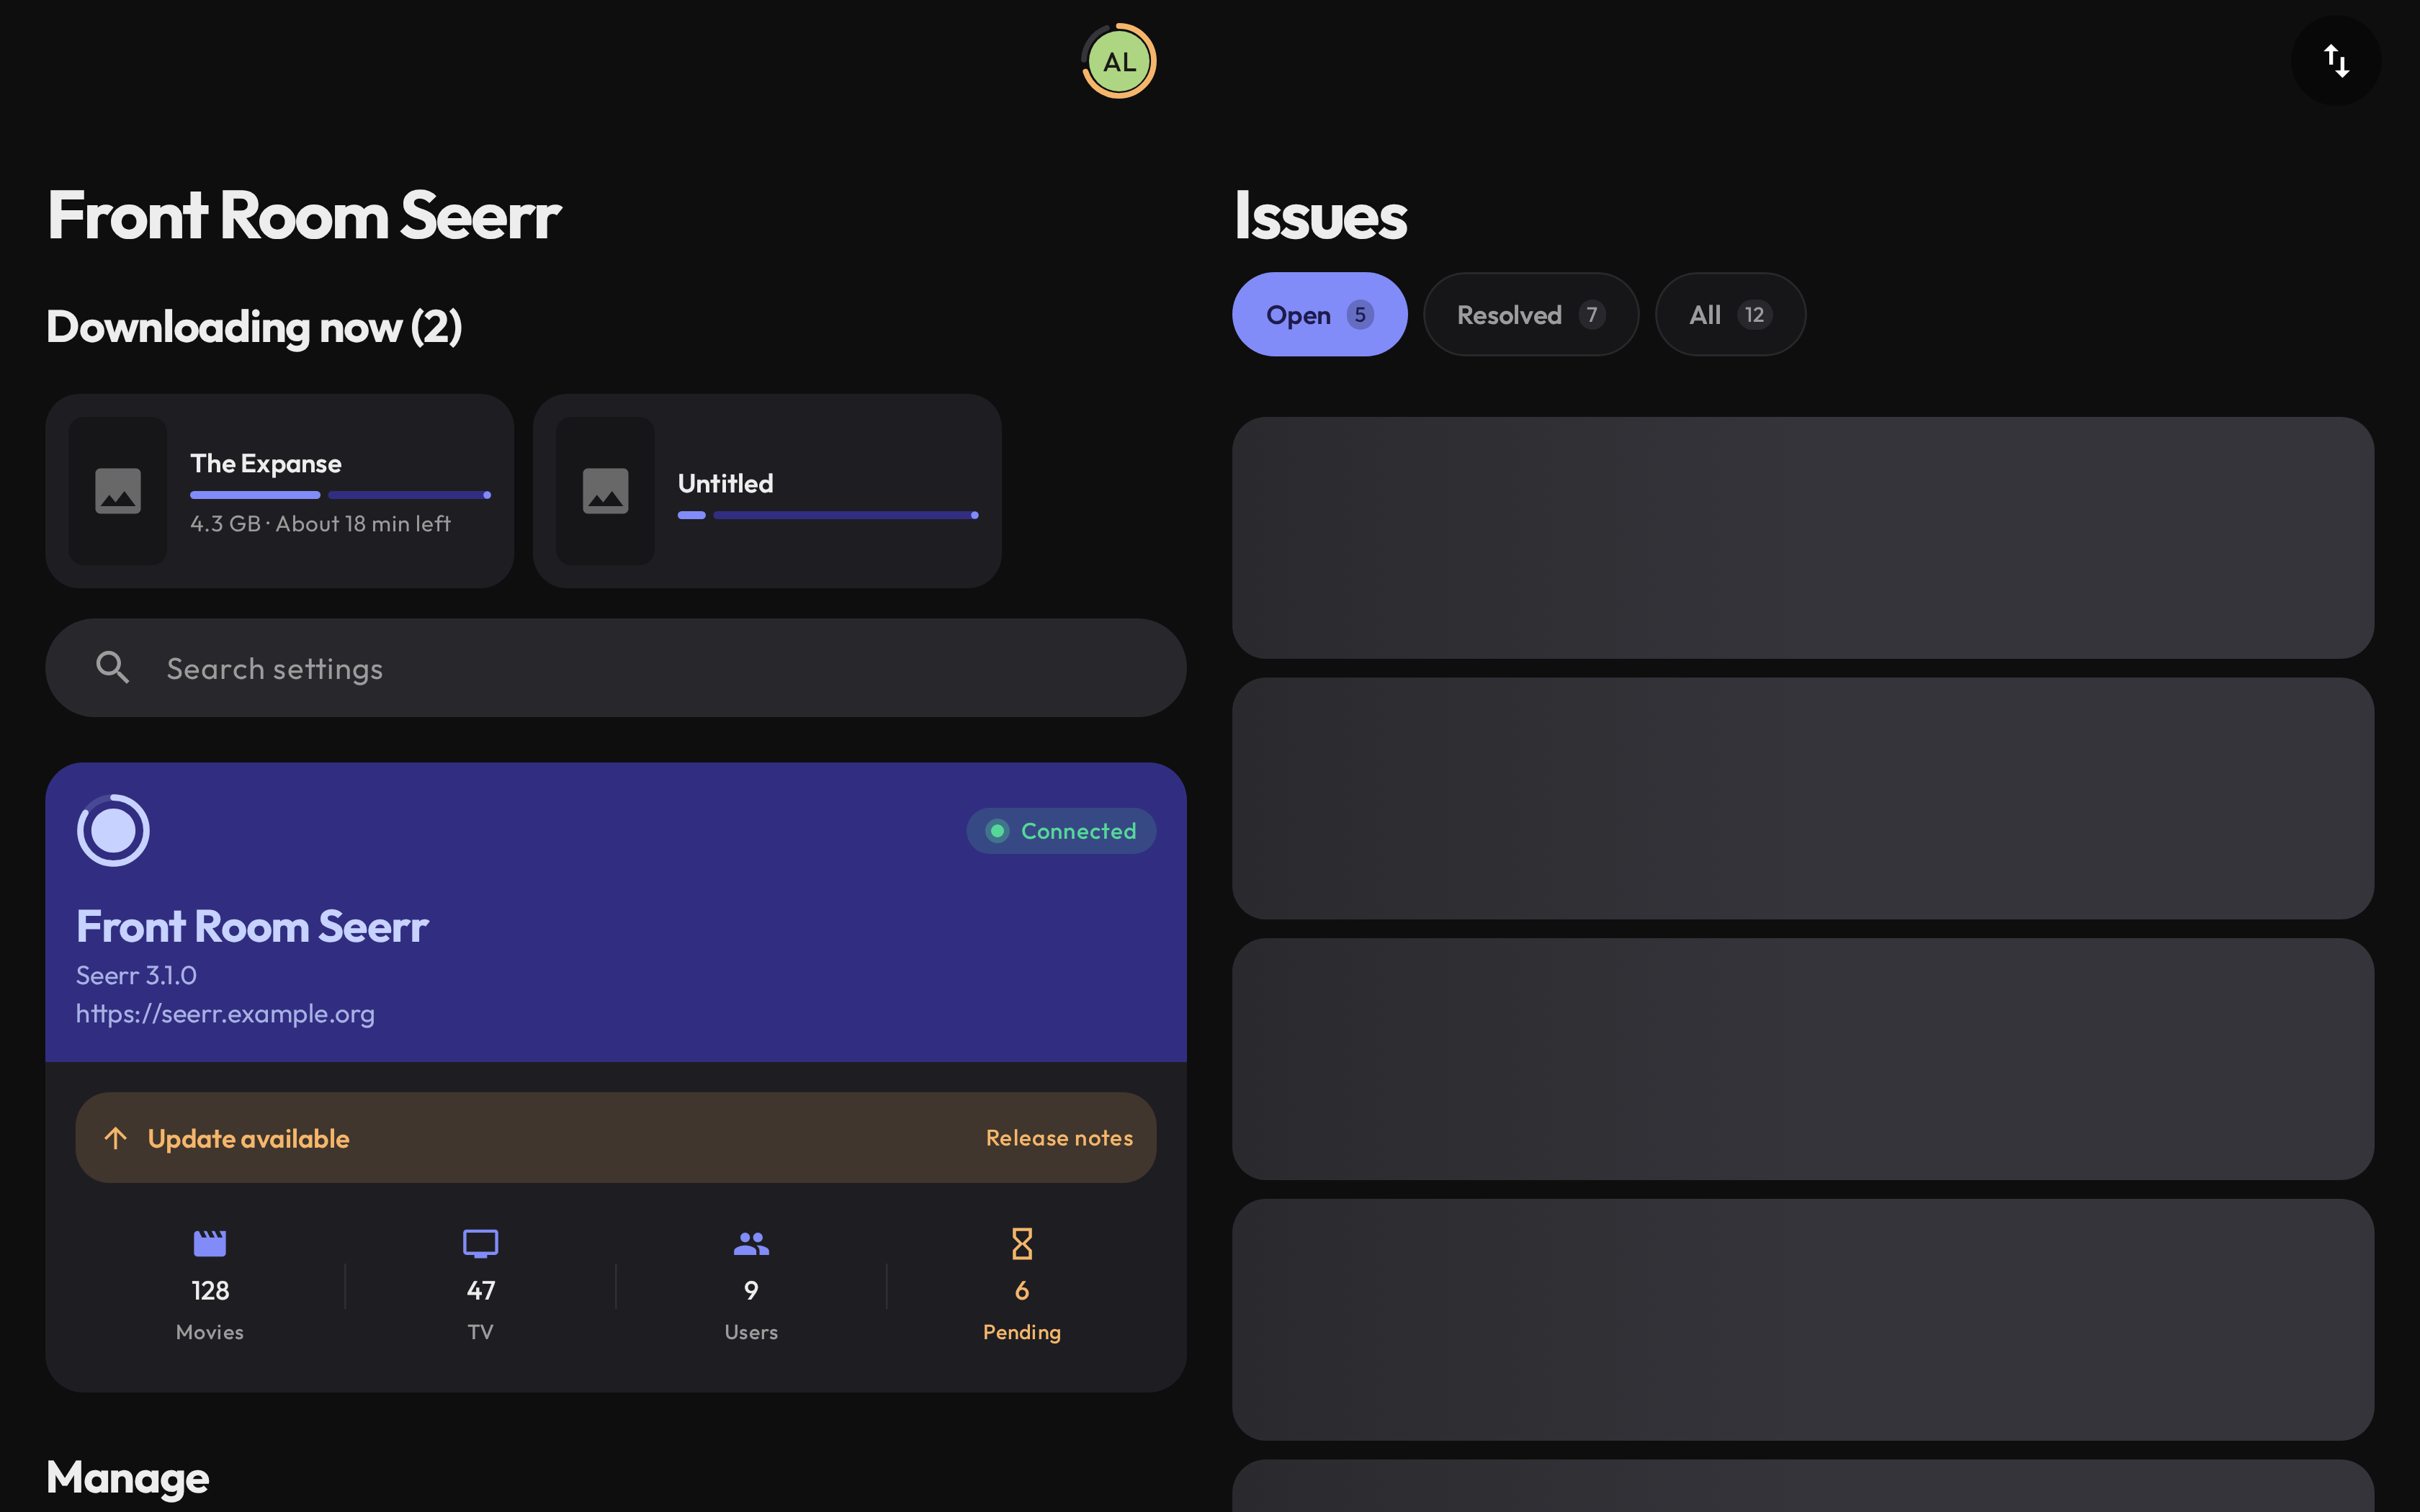 AL
Front Room Seerr
Downloading now (2)
The Expanse
4.3 GB · About 18 min left
Untitled
Search settings
Connected
Front Room Seerr
Seerr 3.1.0
https://seerr.example.org
Update available
Release notes
128
Movies
47
TV
9
Users
6
Pending
Manage
Issues
Open 5
Resolved 7
All 12